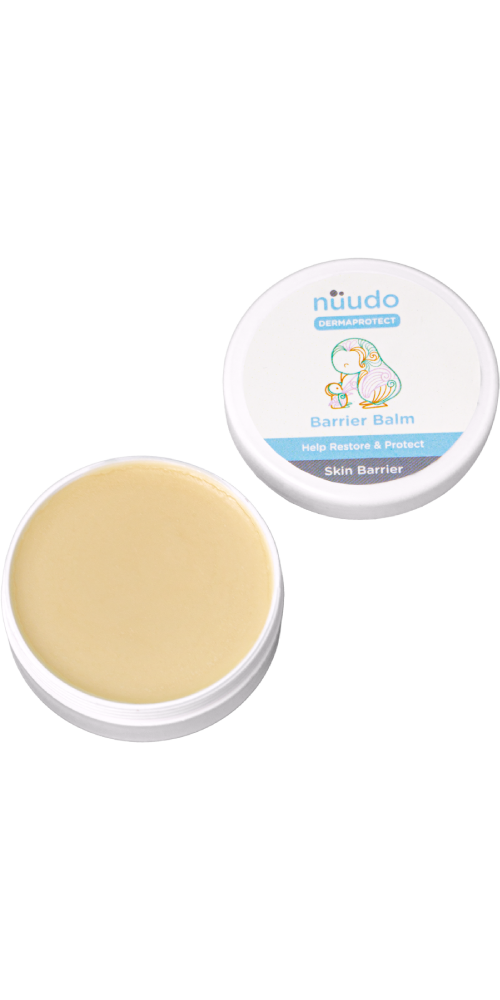 nüudo
DERMAPROTECT
Barrier Balm
Help Restore & Protect
Skin Barrier